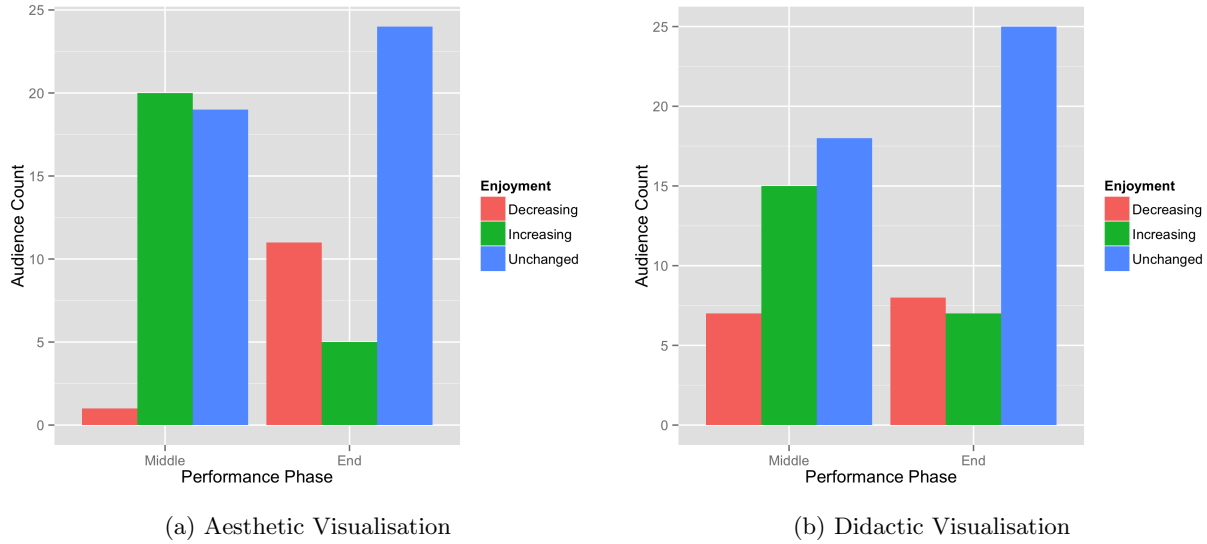 25
20
15
10
5
0
Audience Count
Middle
End
Performance Phase
Enjoyment
Decreasing
Increasing
Unchanged
(a) Aesthetic Visualisation
25
20
15
10
5
0
Audience Count
Middle
End
Performance Phase
Enjoyment
Decreasing
Increasing
Unchanged
(b) Didactic Visualisation